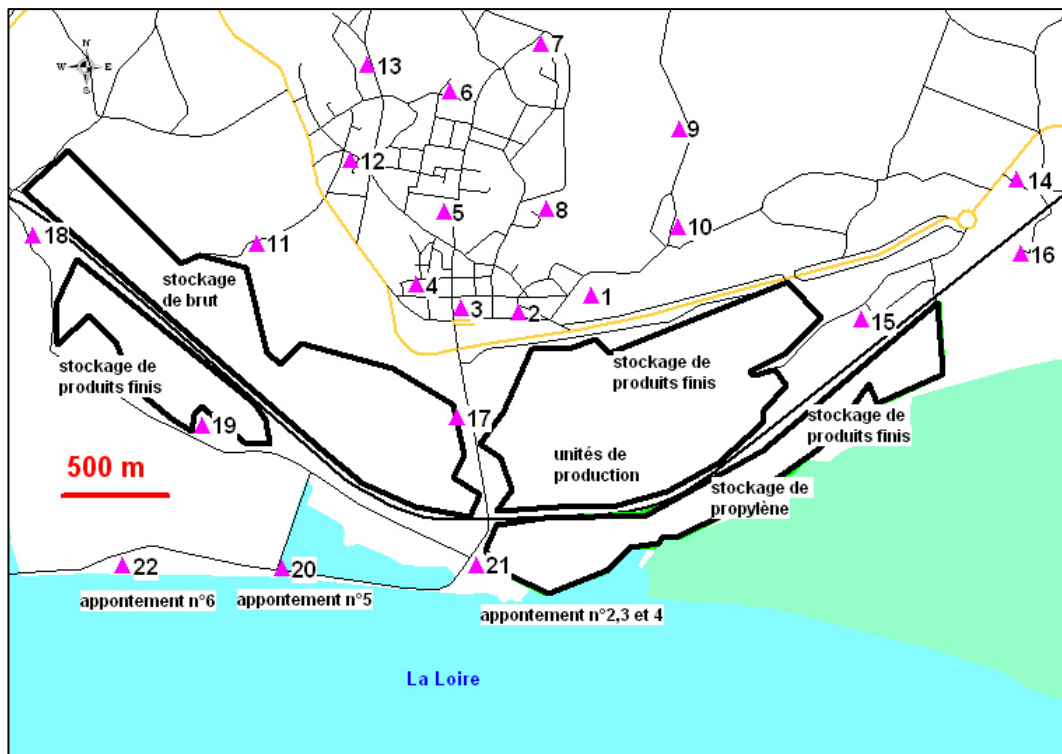 7
13
6
N
W E
S
9
12
14
5
8
10
18
11
16
stockage
de brut
4
1
3
2
15
stockage de
produits finis
stockage de
produits finis
17
19
stockage de
produits finis
unités de
production
500 m
stockage de
propylène
22
20
21
appontement n°6
appontement n°5
appontement n°2,3 et 4
La Loire